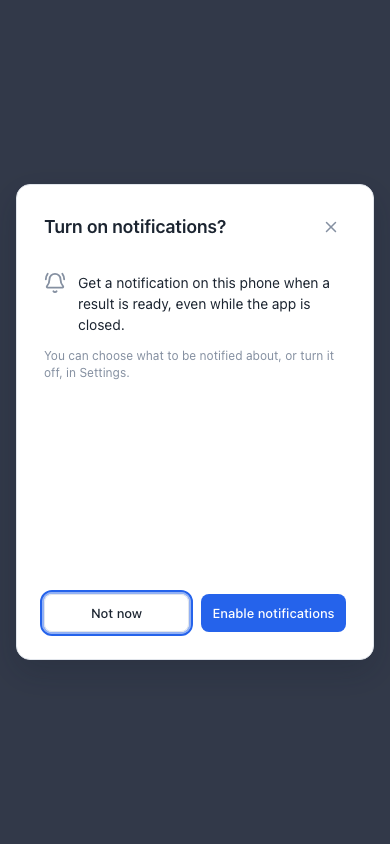 Turn on notifications?
Get a notification on this phone when a
result is ready, even while the app is
closed.
You can choose what to be notified about, or turn it
off, in Settings.
Not now
Enable notifications